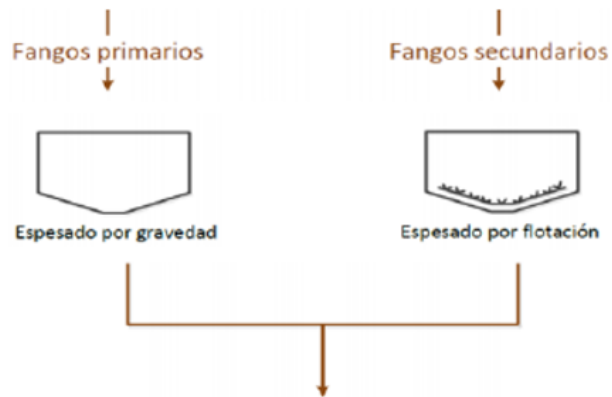 Fangos primarios
Fangos secundarios
Espesado por gravedad
Espesado por flotación